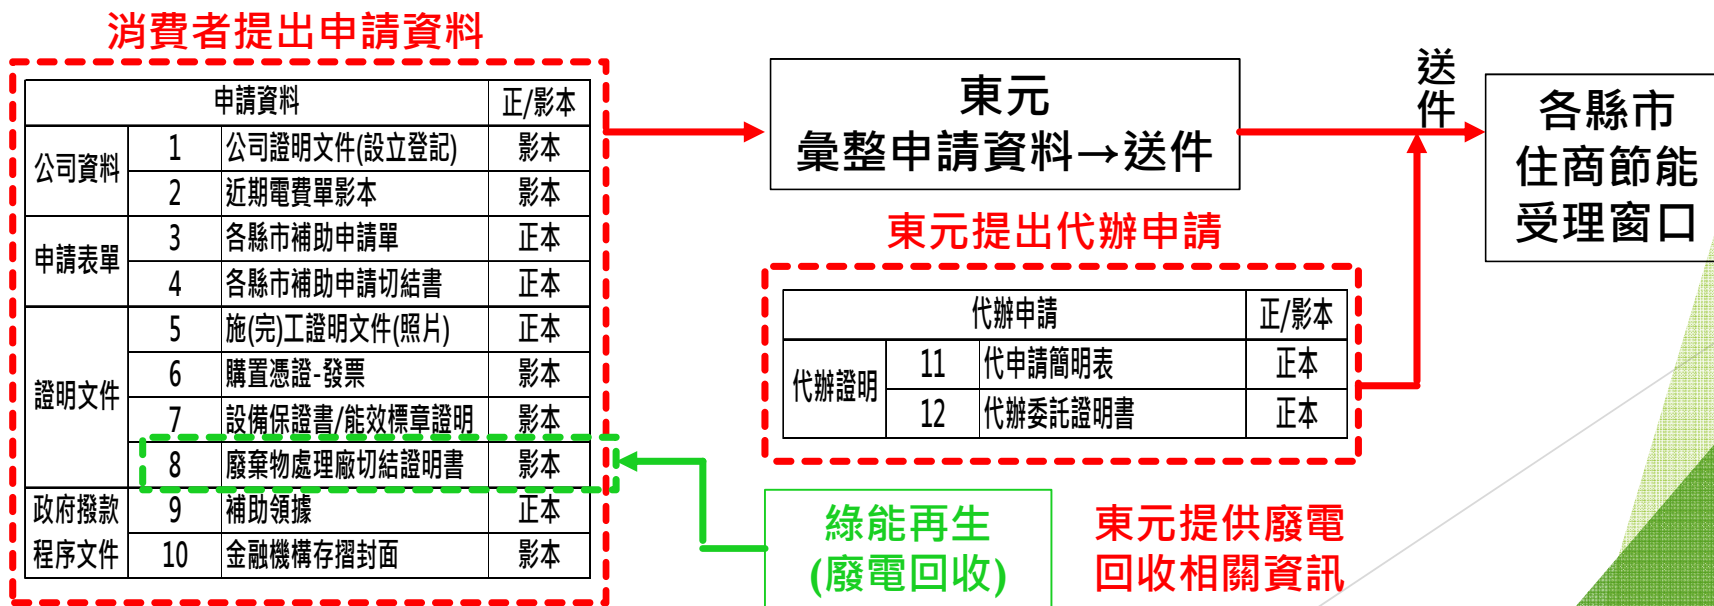 消費者提出申請資料
申請資料 正/影本
公司資料 1 公司證明文件(設立登記) 影本
2 近期電費單影本 影本
申請表單 3 各縣市補助申請單 正本
4 各縣市補助申請切結書 正本
證明文件 5 施(完)工證明文件(照片) 正本
6 購置憑證-發票 影本
7 設備保證書/能效標章證明 影本
8 廢棄物處理廠切結證明書 影本
政府撥款 9 補助領據 正本
程序文件 10 金融機構存摺封面 影本
東元
彙整申請資料→送件
送件
各縣市
住商節能
受理窗口
東元提出代辦申請
代辦申請 正/影本
代辦證明 11 代申請簡明表 正本
12 代辦委託證明書 正本
綠能再生
(廢電回收)
東元提供廢電
回收相關資訊